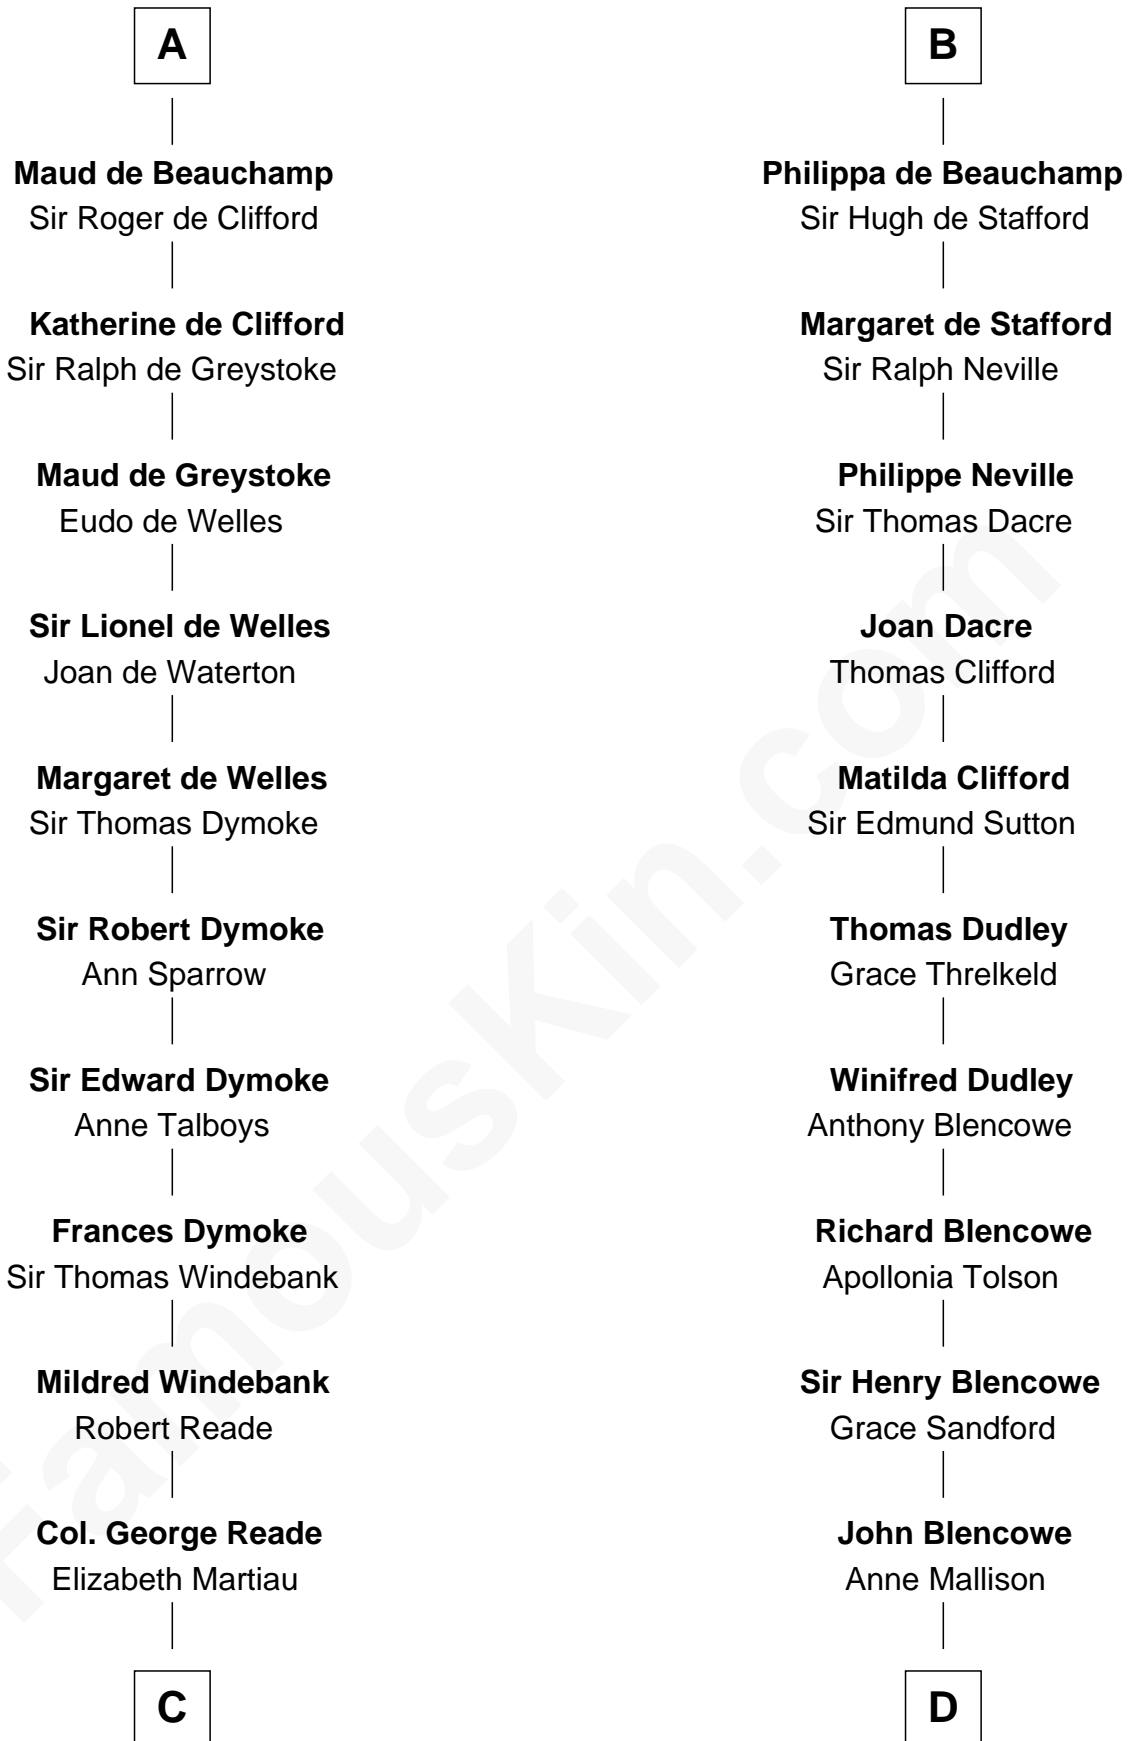 A
Maud de Beauchamp
Sir Roger de Clifford
Katherine de Clifford
Sir Ralph de Greystoke
Maud de Greystoke
Eudo de Welles
Sir Lionel de Welles
Joan de Waterton
Margaret de Welles
Sir Thomas Dymoke
Sir Robert Dymoke
Ann Sparrow
Sir Edward Dymoke
Anne Talboys
Frances Dymoke
Sir Thomas Windebank
Mildred Windebank
Robert Reade
Col. George Reade
Elizabeth Martiau
C
B
Philippa de Beauchamp
Sir Hugh de Stafford
Margaret de Stafford
Sir Ralph Neville
Philippe Neville
Sir Thomas Dacre
Joan Dacre
Thomas Clifford
Matilda Clifford
Sir Edmund Sutton
Thomas Dudley
Grace Threlkeld
Winifred Dudley
Anthony Blencowe
Richard Blencowe
Apollonia Tolson
Sir Henry Blencowe
Grace Sandford
John Blencowe
Anne Mallison
D
FamousKin.com